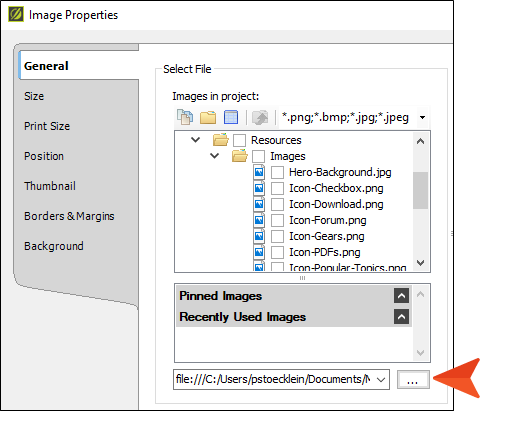 Image Properties
General
Size
Print Size
Position
Thumbnail
Borders & Margins
Background
Select File
Images in project:
*.png;*.bmp;*.jpg;*.jpeg
Resources
Images
Hero-Background.jpg
Icon-Checkbox.png
Icon-Download.png
Icon-Forum.png
Icon-Gears.png
Icon-PDFs.png
Icon-Popular-Topics.png
Pinned Images
Recently Used Images
file:///C:/Users/pstoecklein/Documents/
...